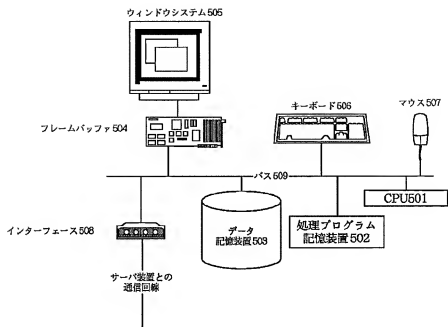 ウィンドウシステム505
キーボード506
マウス507
フレームバッファ504
バス509
CPU501
インターフェース508
データ
記憶装置503
処理プログラム
記憶装置502
サーバ装置との
通信回線